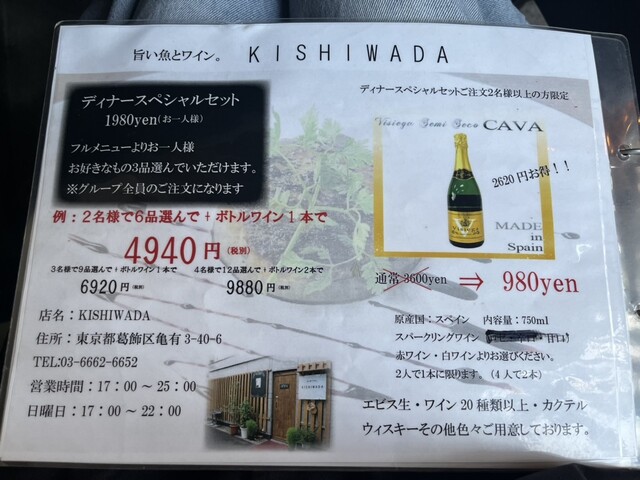 旨い魚とワイン。 KISHIWADA
ディナースペシャルセット
1980yen(お一人様)
フルメニューよりお一人様
お好きなもの3品選んでいただけます。
※グループ全員のご注文になります
ディナースペシャルセットご注文2名様以上の方限定
Semi Seco CAVA
2620円お得!!
MADE
in
Spain
例:2名様で6品選んで + ボトルワイン1本で
4940円(税別)
3名様で9品選んで + ボトルワイン1本で
6920円(税別)
4名様で12品選んで + ボトルワイン2本で
9880円(税別)
通常 3600yen ⇒ 980yen
店名:KISHIWADA
住所:東京都葛飾区亀有3-40-6
TEL:03-6662-6652
営業時間:17:00~25:00
日曜日:17:00~22:00
KISHIWADA
原産国:スペイン 内容量:750ml
スパークリングワイン
赤ワイン・白ワインよりお選びください。
2人で1本に限ります。(4人で2本)
エビス生・ワイン20種類以上・カクテル
ウィスキーその他色々ご用意しております。